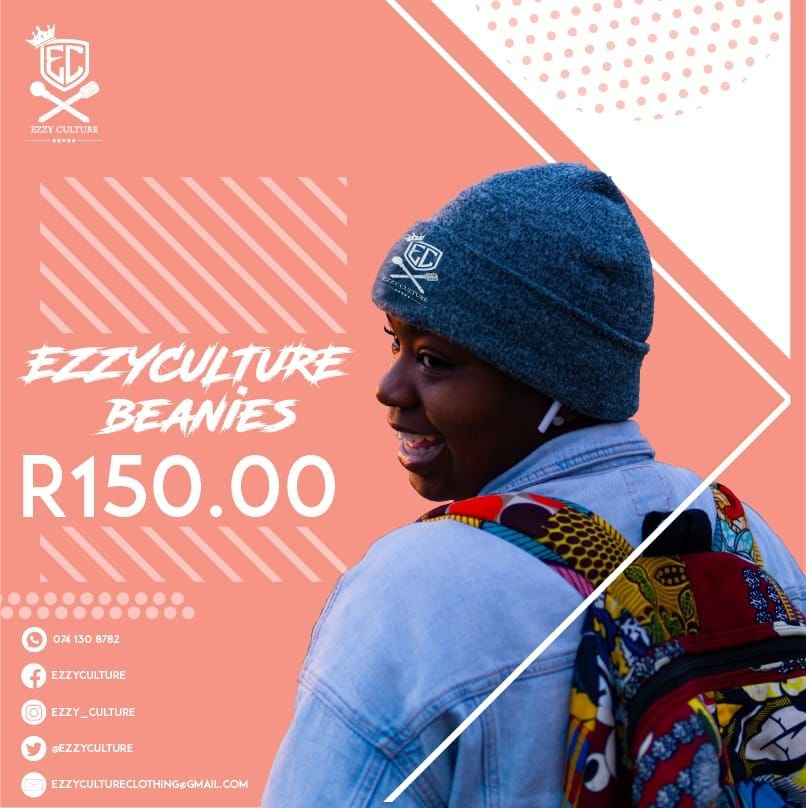 EC
EZZY CULTURE
EC
EZZY CULTURE
EZZYCULTURE
BEANIES
R150.00
074 130 8782
EZZYCULTURE
EZZY_CULTURE
@EZZYCULTURE
EZZYCULTURECLOTHING@GMAIL.COM